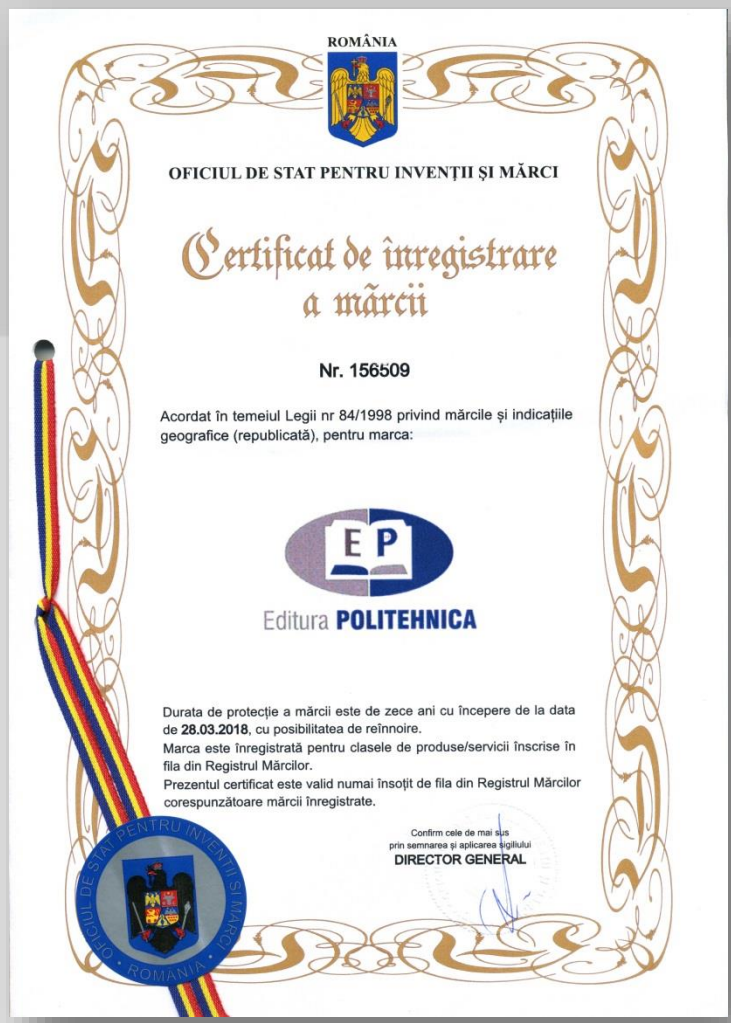 ROMÂNIA
OFICIUL DE STAT PENTRU INVENȚII ȘI MĂRCI
Certificat de înregistrare
a mărcii
Nr. 156509
Acordat în temeiul Legii nr 84/1998 privind mărcile și indicațiile
geografice (republicată), pentru marca:
E P
Editura POLITEHNICA
Durata de protecție a mărcii este de zece ani cu începere de la data
de 28.03.2018, cu posibilitatea de reînnoire.
Marca este înregistrată pentru clasele de produse/servicii înscrise în
fila din Registrul Mărcilor.
Prezentul certificat este valid numai însoțit de fila din Registrul Mărcilor
corespunzătoare mărcii înregistrate.
Confirm cele de mai sus
prin semnarea și aplicarea sigiliului
DIRECTOR GENERAL
OFICIUL DE STAT PENTRU INVENȚII ȘI MĂRCI
• ROMANIA •